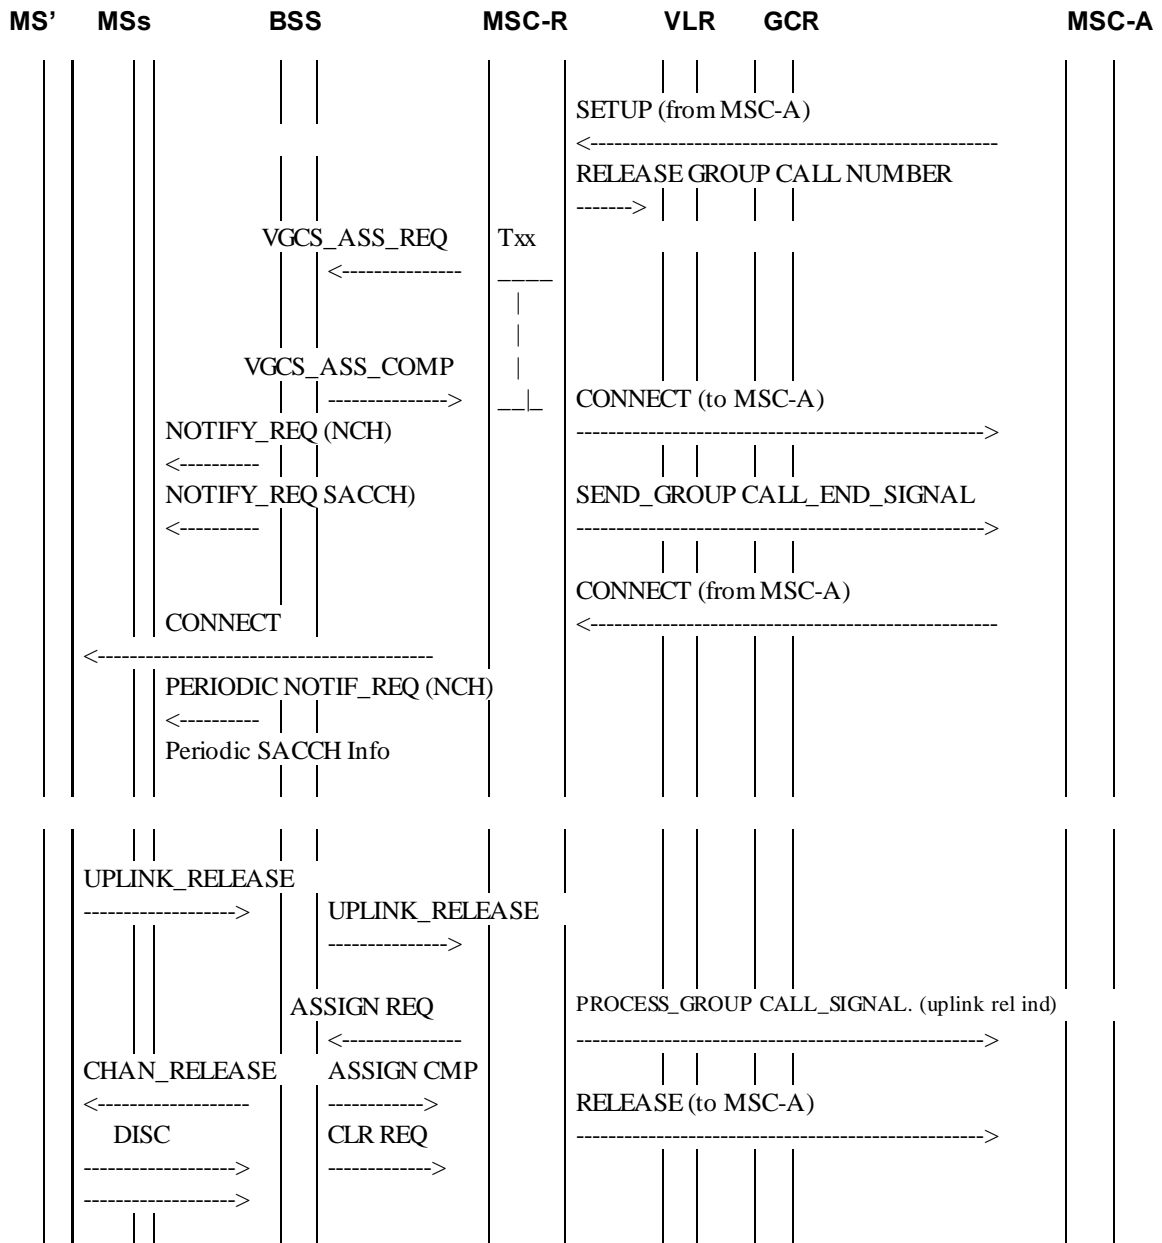 MS’ MSs BSS MSC-R VLR GCR MSC-A
SETUP (from MSC-A)
RELEASE GROUP CALL NUMBER
VGCS_ASS_REQ Txx
VGCS_ASS_COMP
CONNECT (to MSC-A)
NOTIFY_REQ (NCH)
NOTIFY_REQ SACCH) SEND_GROUP CALL_END_SIGNAL
CONNECT (from MSC-A)
CONNECT
PERIODIC NOTIF_REQ (NCH)
Periodic SACCH Info
UPLINK_RELEASE
UPLINK_RELEASE
ASSIGN REQ PROCESS_GROUP CALL_SIGNAL. (uplink rel ind)
CHAN_RELEASE ASSIGN CMP
RELEASE (to MSC-A)
DISC CLR REQ